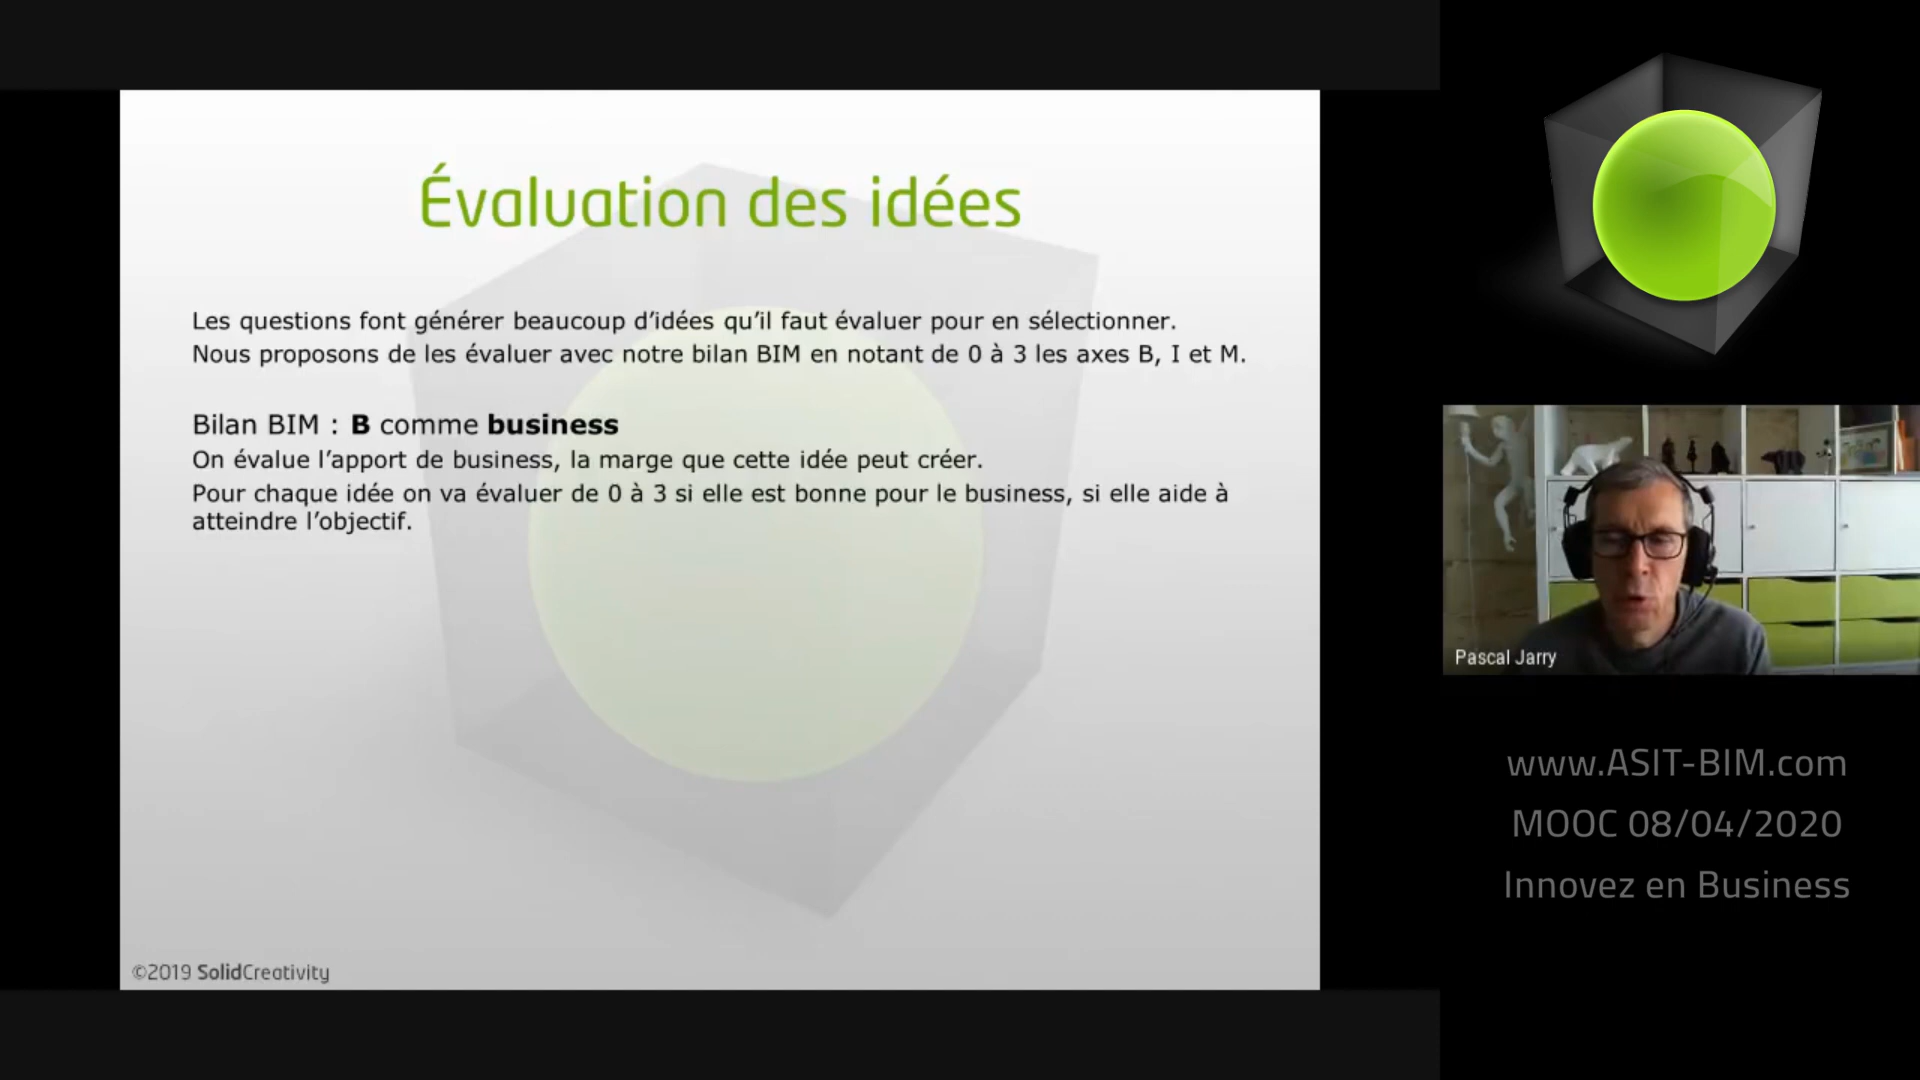 Évaluation des idées
Les questions font générer beaucoup d’idées qu’il faut évaluer pour en sélectionner.
Nous proposons de les évaluer avec notre bilan BIM en notant de 0 à 3 les axes B, I et M.
Bilan BIM : B comme business
On évalue l’apport de business, la marge que cette idée peut créer.
Pour chaque idée on va évaluer de 0 à 3 si elle est bonne pour le business, si elle aide à
atteindre l’objectif.
©2019 SolidCreativity
Pascal Jarry
www.ASIT-BIM.com
MOOC 08/04/2020
Innovez en Business